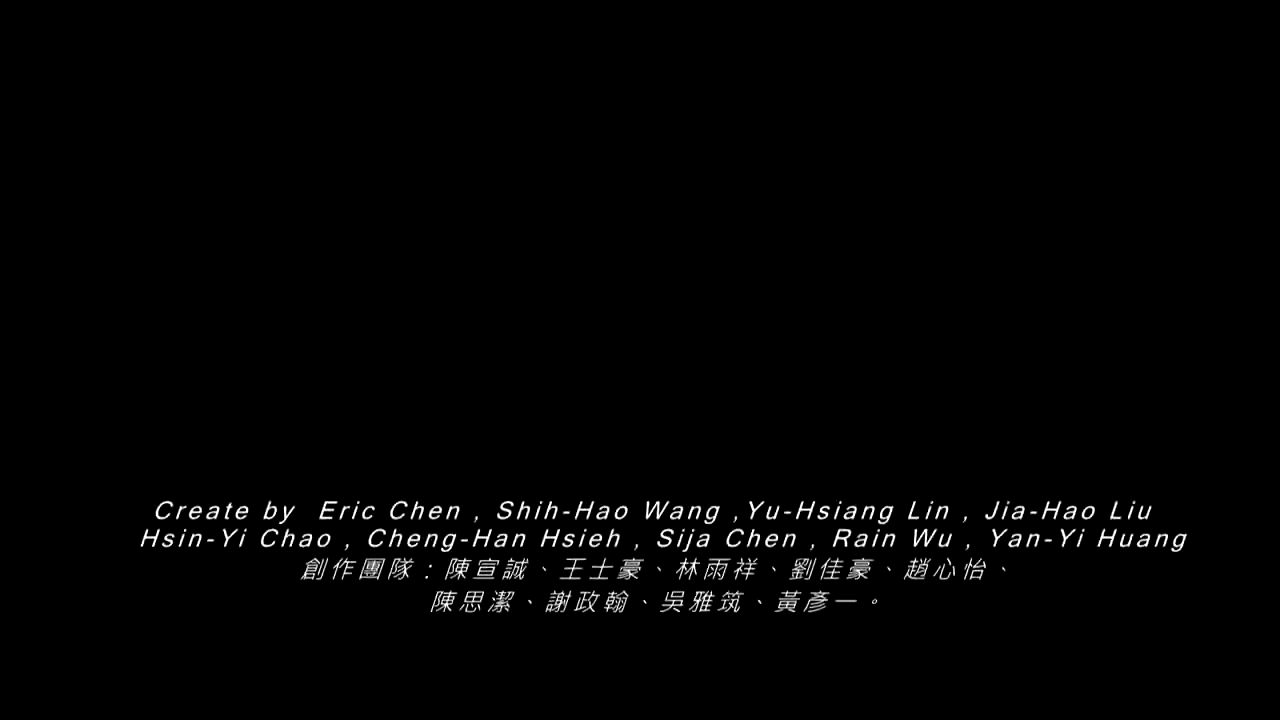 Create by  Eric Chen , Shih-Hao Wang ,Yu-Hsiang Lin , Jia-Hao Liu
Hsin-Yi Chao , Cheng-Han Hsieh , Sija Chen , Rain Wu , Yan-Yi Huang
創作團隊：陳宣誠、王士豪、林雨祥、劉佳豪、趙心怡、
陳思潔、謝政翰、吳雅筑、黃彥一。